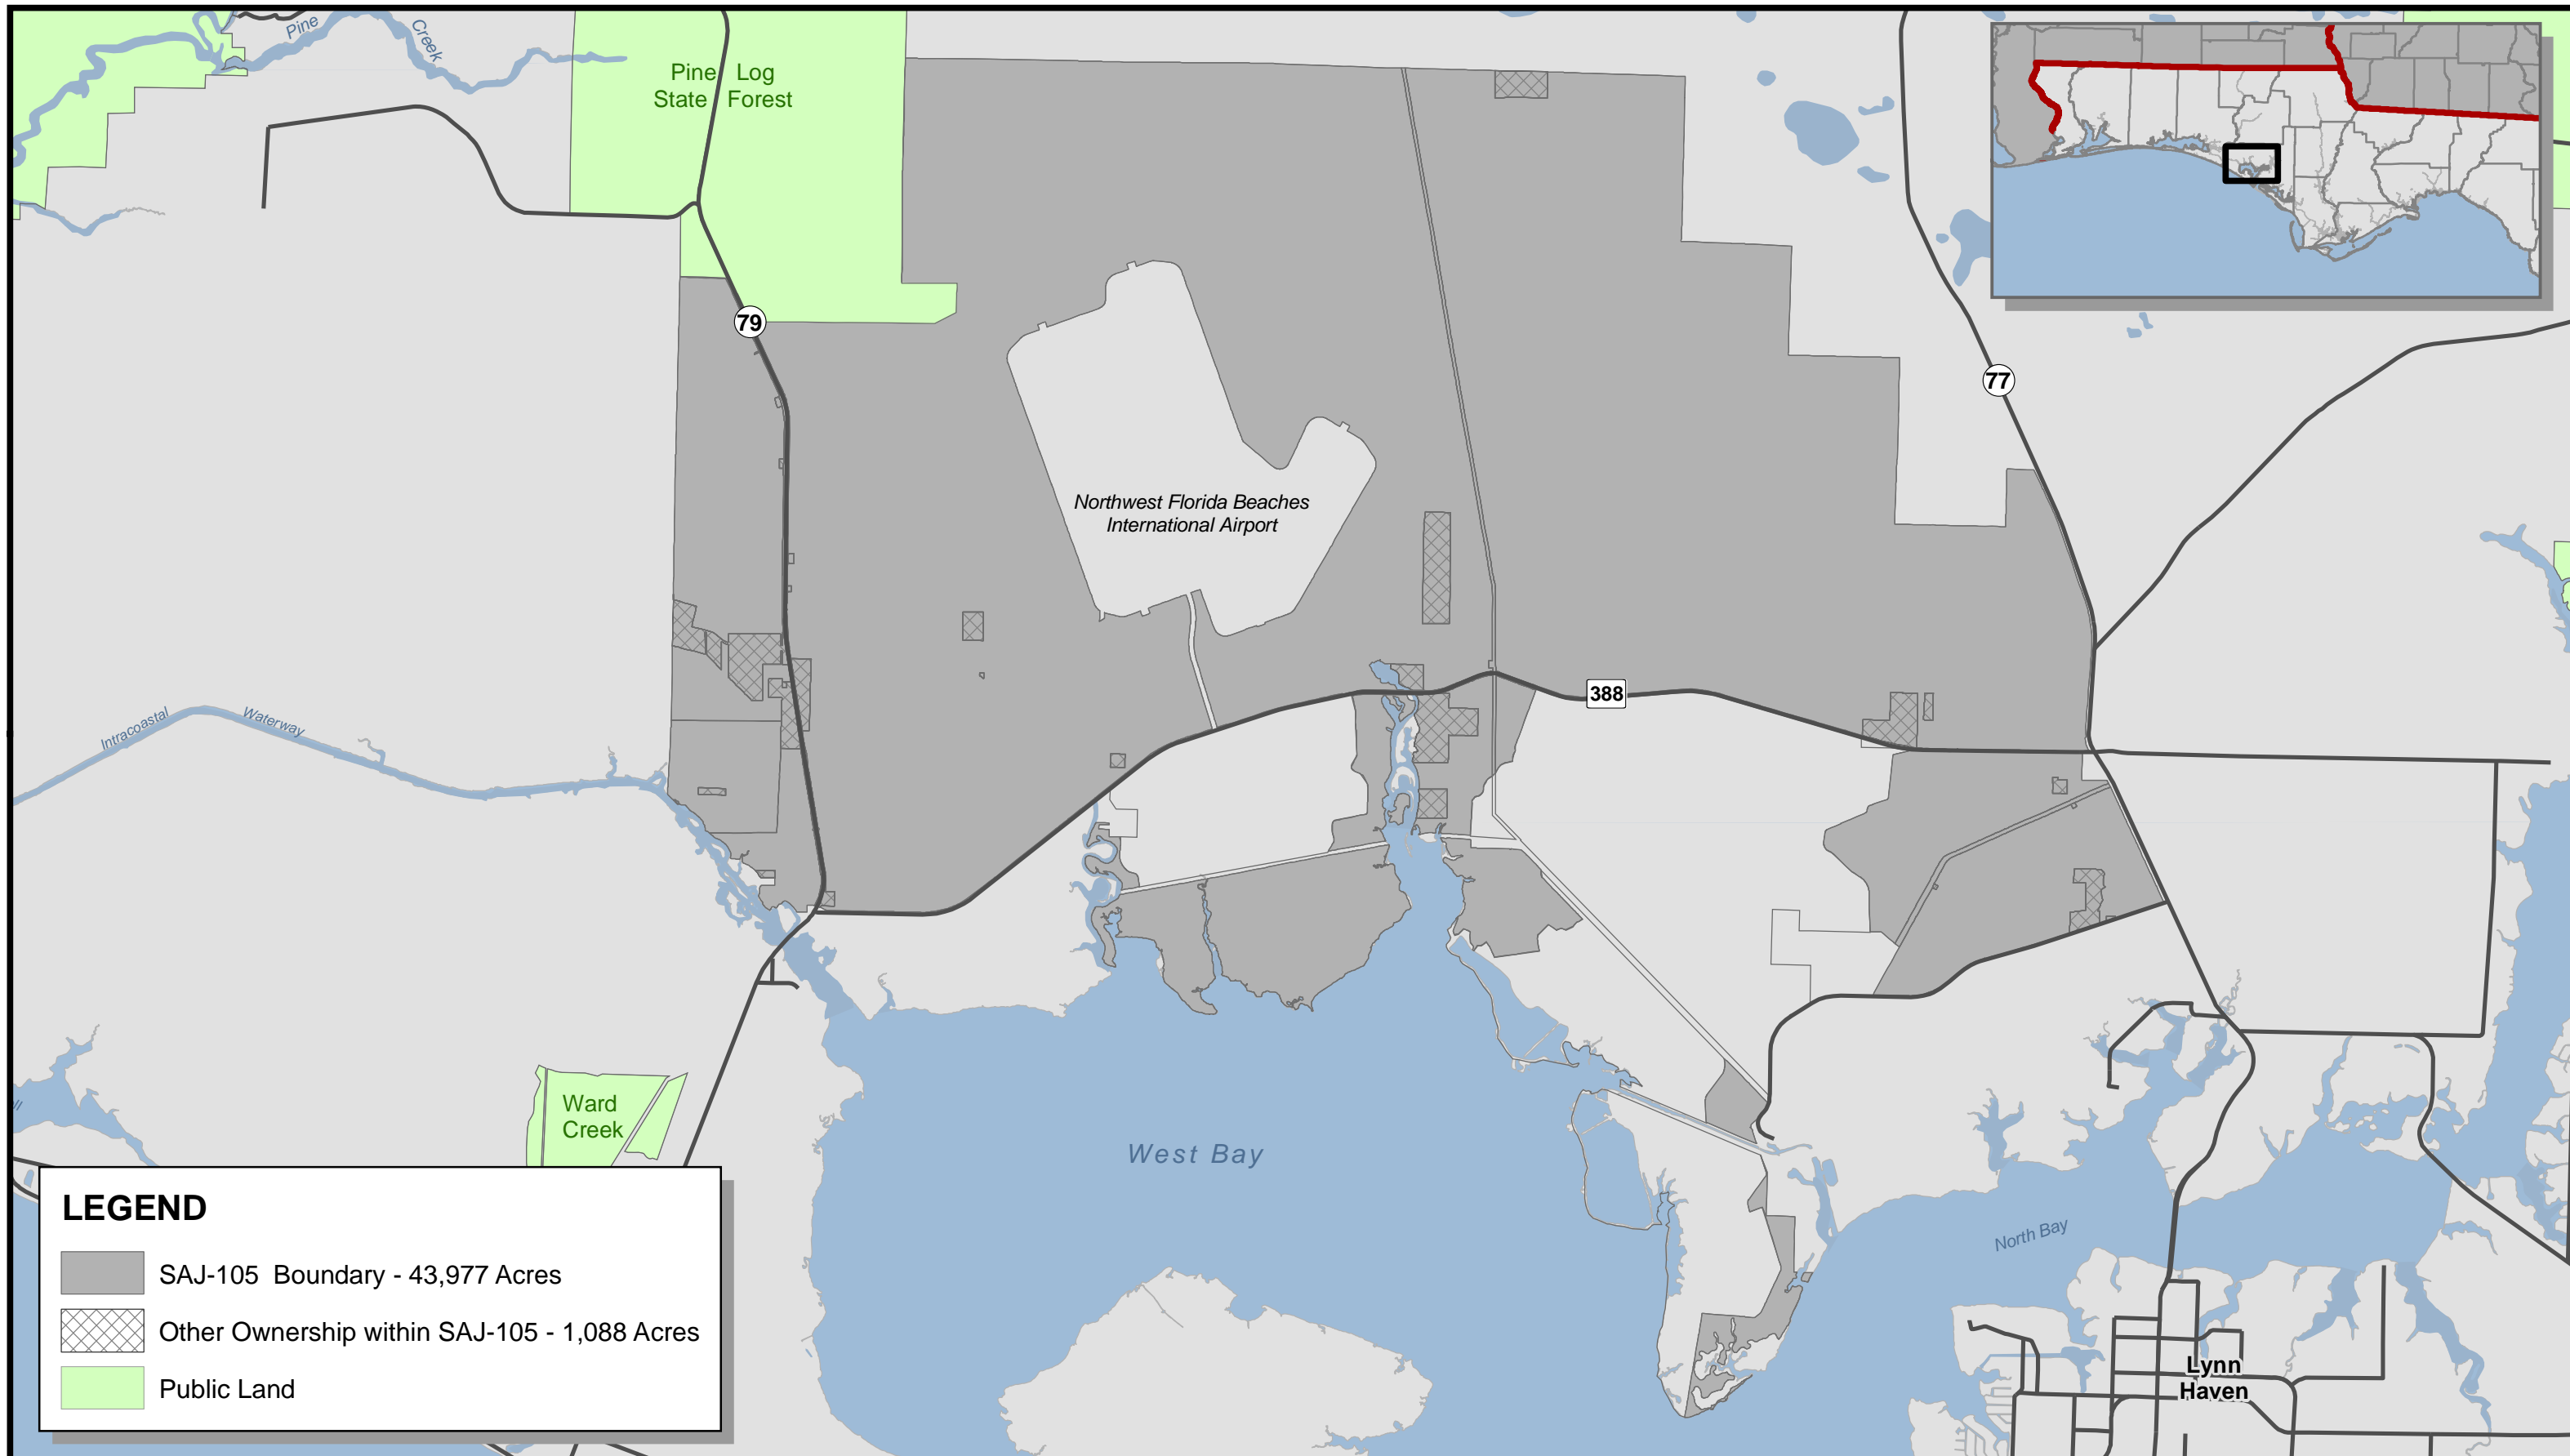 Pine Creek
Pine Log
State Forest
79
77
Northwest Florida Beaches
International Airport
388
Intracoastal Waterway
Ward
Creek
West Bay
North Bay
Lynn
Haven
LEGEND
SAJ-105 Boundary - 43,977 Acres
Other Ownership within SAJ-105 - 1,088 Acres
Public Land